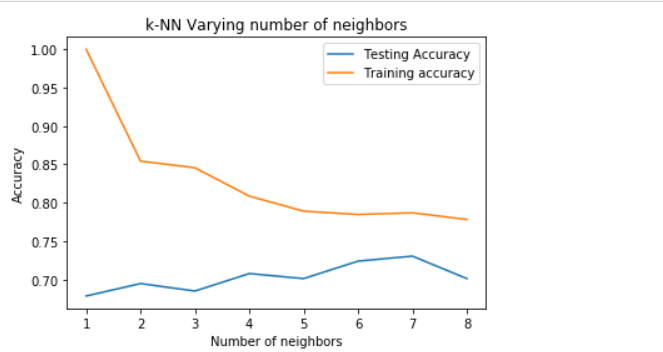 k-NN Varying number of neighbors
Testing Accuracy
Training accuracy
1.00
0.95
0.90
0.85
0.80
0.75
0.70
Accuracy
1 2 3 4 5 6 7 8
Number of neighbors